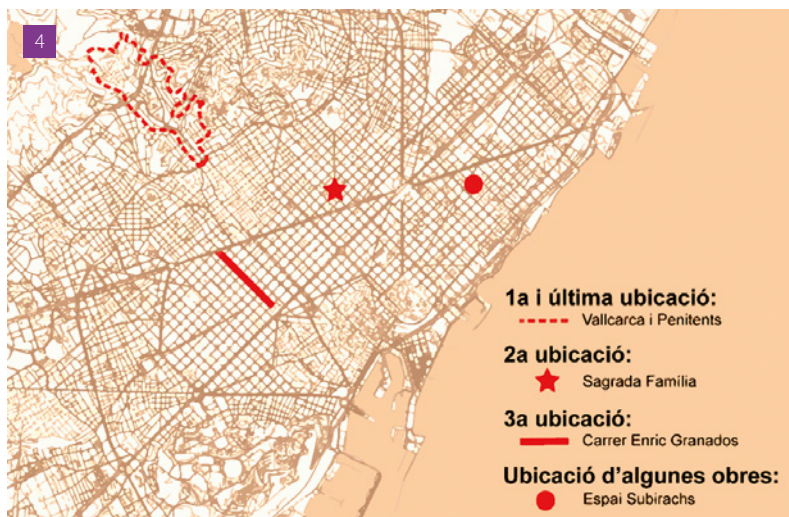 4
1a i última ubicació:
Vallcarca i Penitents
2a ubicació:
Sagrada Família
3a ubicació:
Carrer Enric Granados
Ubicació d'algunes obres:
Espai Subirachs